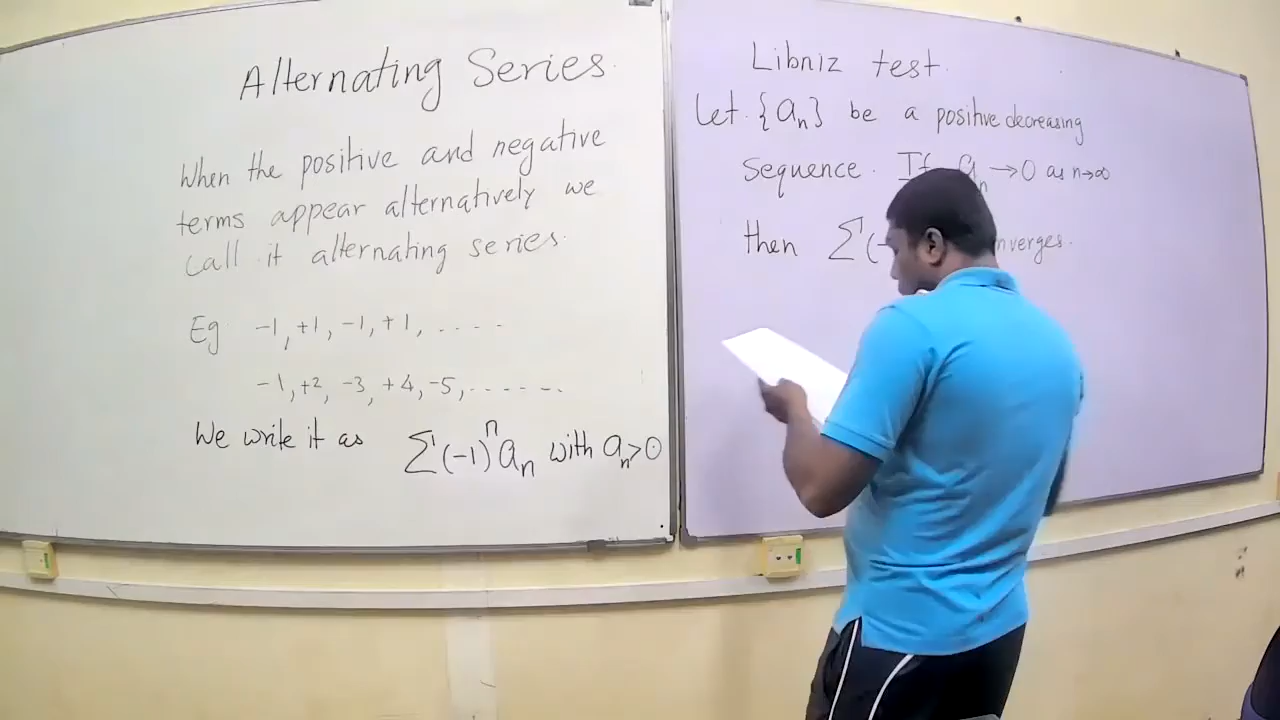 Alternating Series.
When the positive and negative
terms appear alternatively we
call it alternating series.
Eg -1, +1, -1, +1, .....
-1, +2, -3, +4, -5, ......
We write it as ∑(-1)ⁿaₙ with aₙ>0
Libniz test.
Let {aₙ} be a positive decreasing
sequence. If aₙ →0 as n→∞
then ∑(-